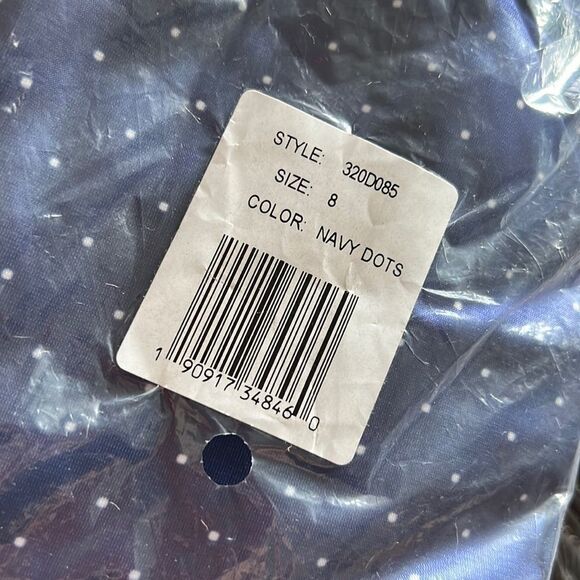 STYLE: 320D085
SIZE: 8
COLOR: NAVY DOTS
1 90917 34846 0